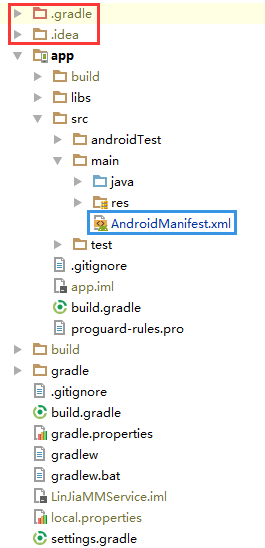 .gradle
.idea
app
build
libs
src
androidTest
main
java
res
AndroidManifest.xml
test
.gitignore
app.iml
build.gradle
proguard-rules.pro
build
gradle
.gitignore
build.gradle
gradle.properties
gradlew
gradlew.bat
LinJiaMMService.iml
local.properties
settings.gradle